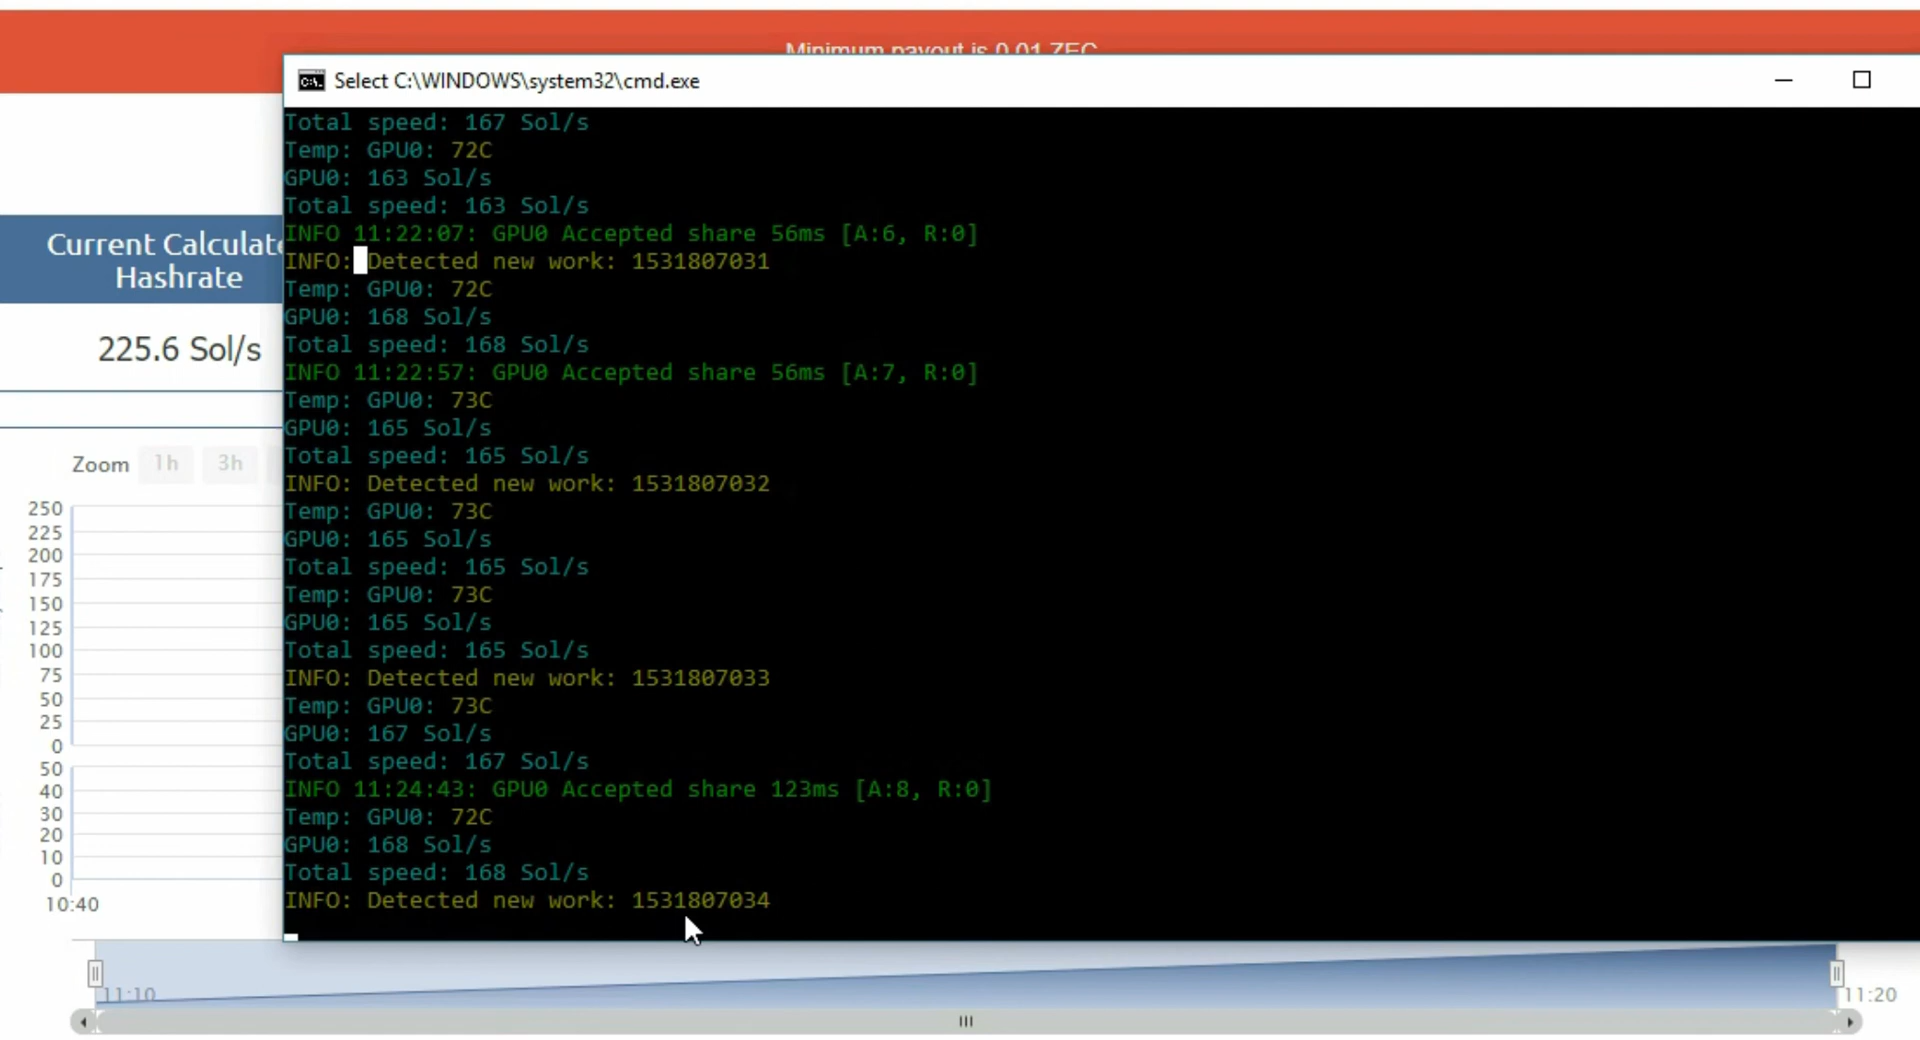 Minimum payout is 0.01 ZEC
Select C:\WINDOWS\system32\cmd.exe
Total speed: 167 Sol/s
Temp: GPU0: 72C
GPU0: 163 Sol/s
Total speed: 163 Sol/s
INFO 11:22:07: GPU0 Accepted share 56ms [A:6, R:0]
INFO: Detected new work: 1531807031
Temp: GPU0: 72C
GPU0: 168 Sol/s
Total speed: 168 Sol/s
INFO 11:22:57: GPU0 Accepted share 56ms [A:7, R:0]
Temp: GPU0: 73C
GPU0: 165 Sol/s
Total speed: 165 Sol/s
INFO: Detected new work: 1531807032
Temp: GPU0: 73C
GPU0: 165 Sol/s
Total speed: 165 Sol/s
Temp: GPU0: 73C
GPU0: 165 Sol/s
Total speed: 165 Sol/s
INFO: Detected new work: 1531807033
Temp: GPU0: 73C
GPU0: 167 Sol/s
Total speed: 167 Sol/s
INFO 11:24:43: GPU0 Accepted share 123ms [A:8, R:0]
Temp: GPU0: 72C
GPU0: 168 Sol/s
Total speed: 168 Sol/s
INFO: Detected new work: 1531807034
Current Calculate
Hashrate
225.6 Sol/s
Zoom 1h 3h
250
225
200
175
150
125
100
75
50
25
0
50
40
30
20
10
0
10:40
11:10
11:20